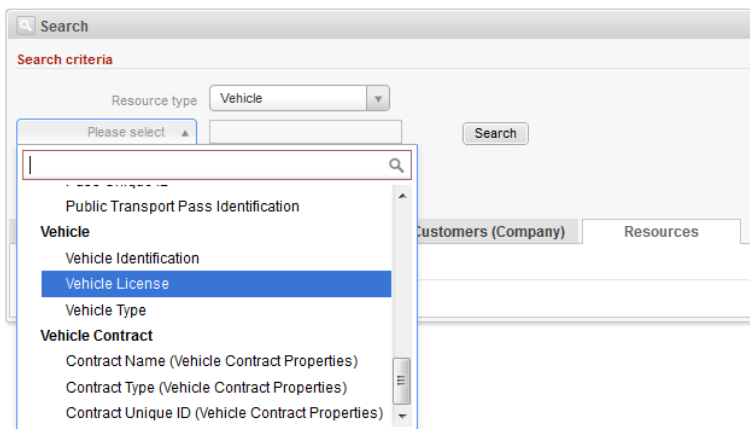 Search
Search criteria
Resource type Vehicle
Please select Search
Public Transport Pass Identification
Vehicle
Vehicle Identification
Vehicle License
Vehicle Type
Vehicle Contract
Contract Name (Vehicle Contract Properties)
Contract Type (Vehicle Contract Properties)
Contract Unique ID (Vehicle Contract Properties)
Customers (Company) Resources